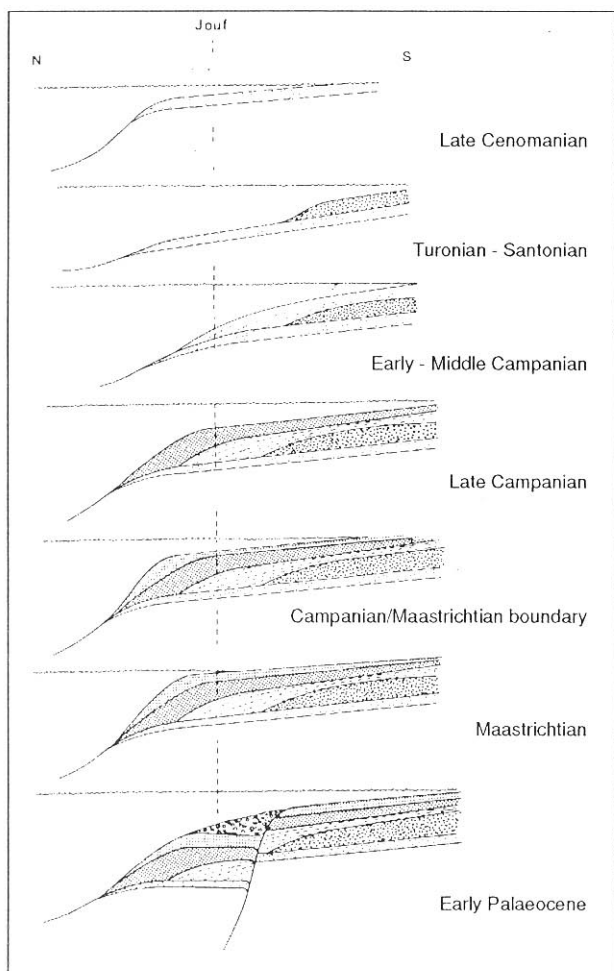 Jouf
N
S
Late Cenomanian
Turonian - Santonian
Early - Middle Campanian
Late Campanian
Campanian/Maastrichtian boundary
Maastrichtian
Early Palaeocene